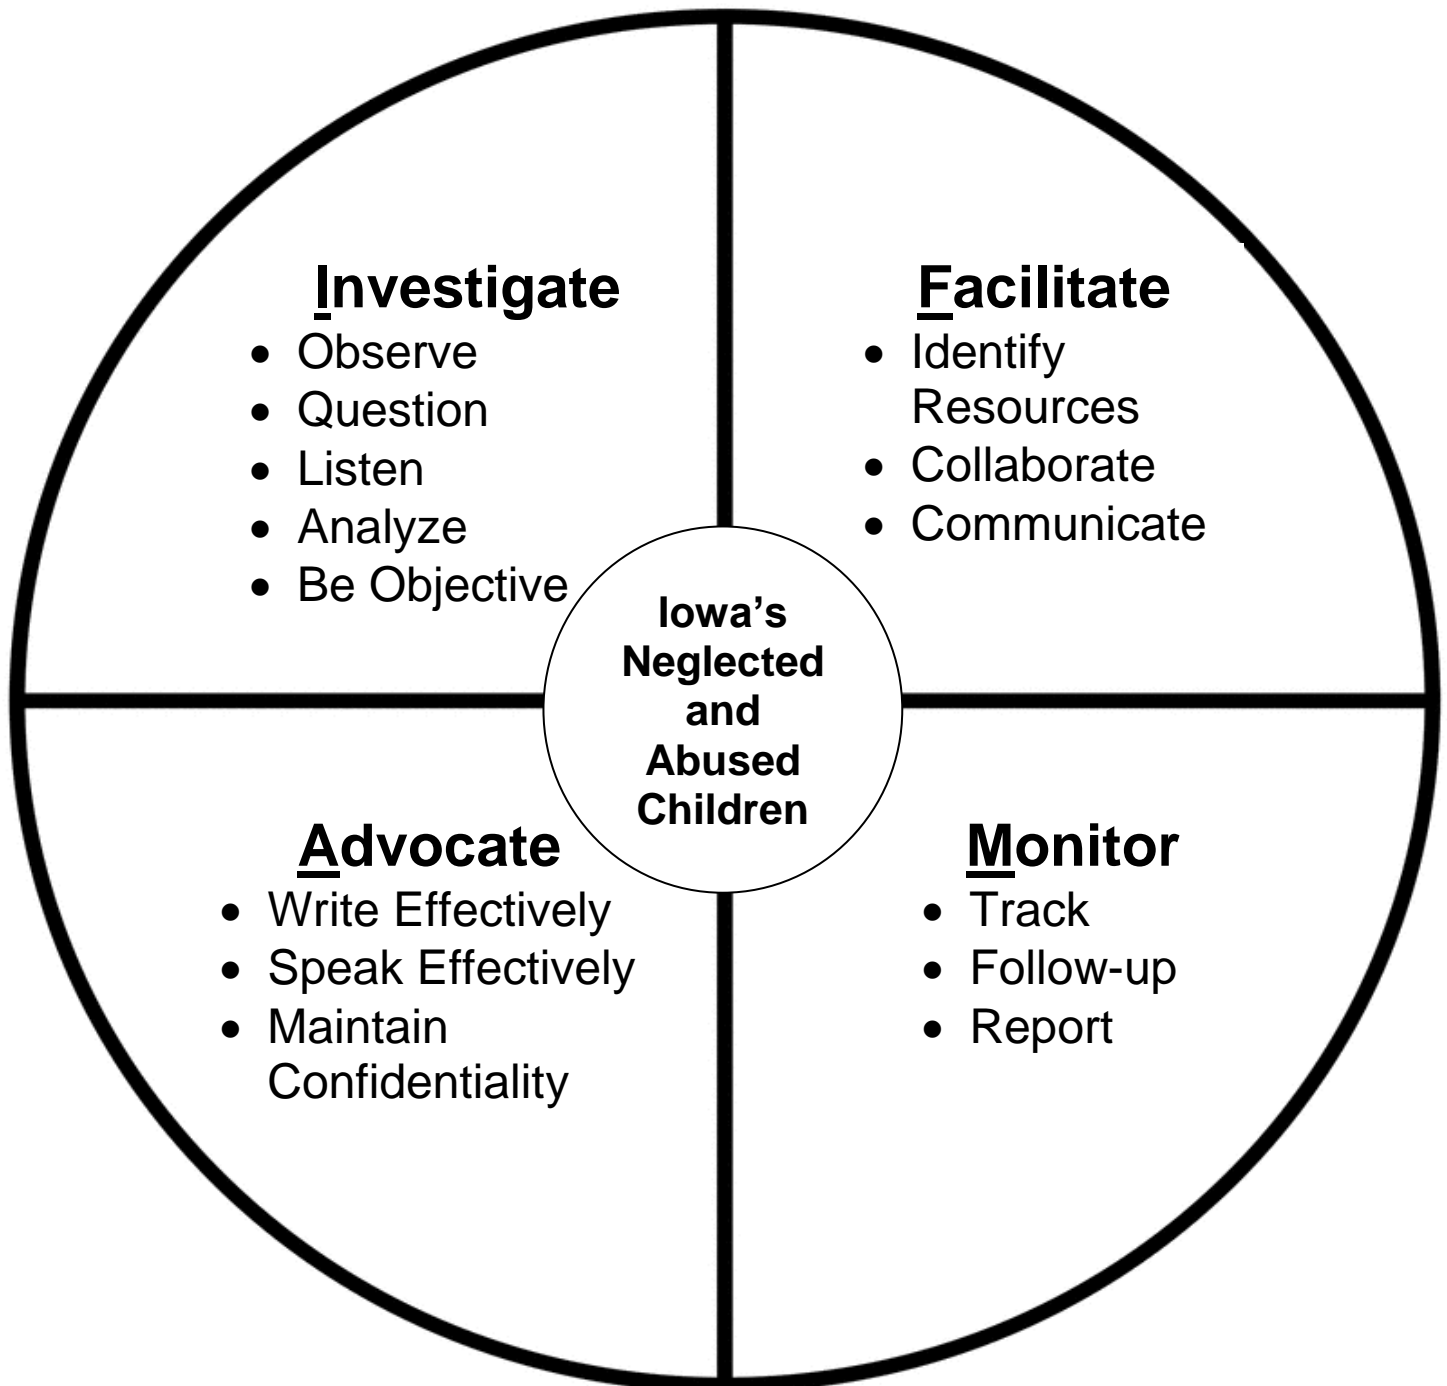 Investigate
• Observe
• Question
• Listen
• Analyze
• Be Objective
Facilitate
• Identify
Resources
• Collaborate
• Communicate
Iowa’s
Neglected
and
Abused
Children
Advocate
• Write Effectively
• Speak Effectively
• Maintain
Confidentiality
Monitor
• Track
• Follow-up
• Report